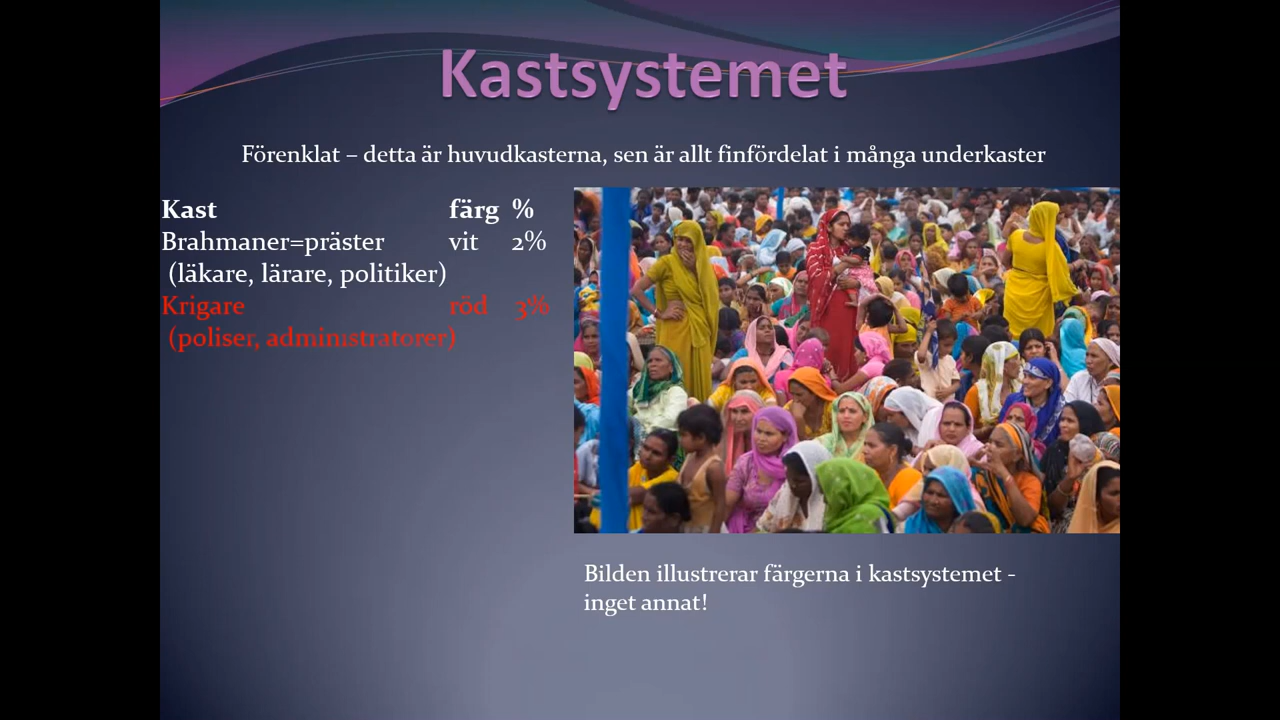 Kastsystemet
Förenklat – detta är huvudkasterna, sen är allt finfördelat i många underkaster
Kast färg %
Brahmaner=präster vit 2%
(läkare, lärare, politiker)
Krigare röd 3%
(poliser, administratorer)
Bilden illustrerar färgerna i kastsystemet -
inget annat!